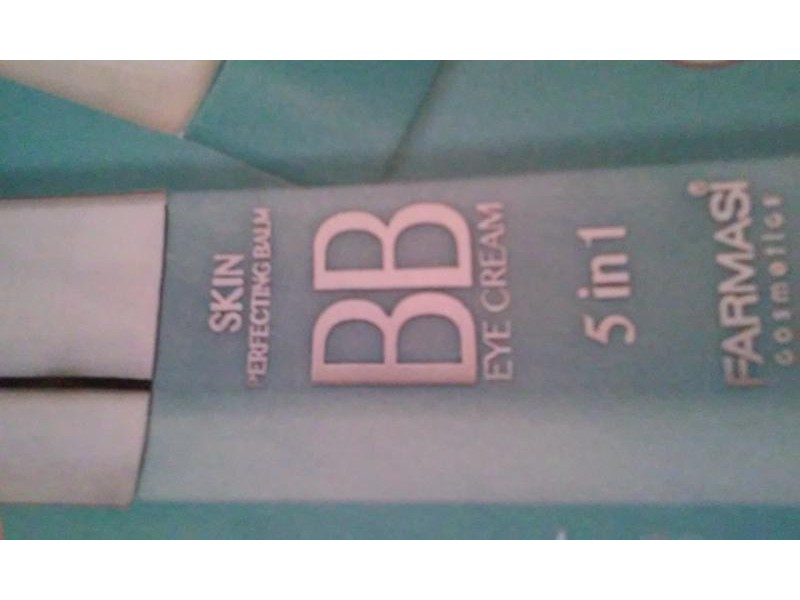 SKIN
PERFECTING BALM
BB
EYE CREAM
5 in 1
FARMASi®
cosmetics